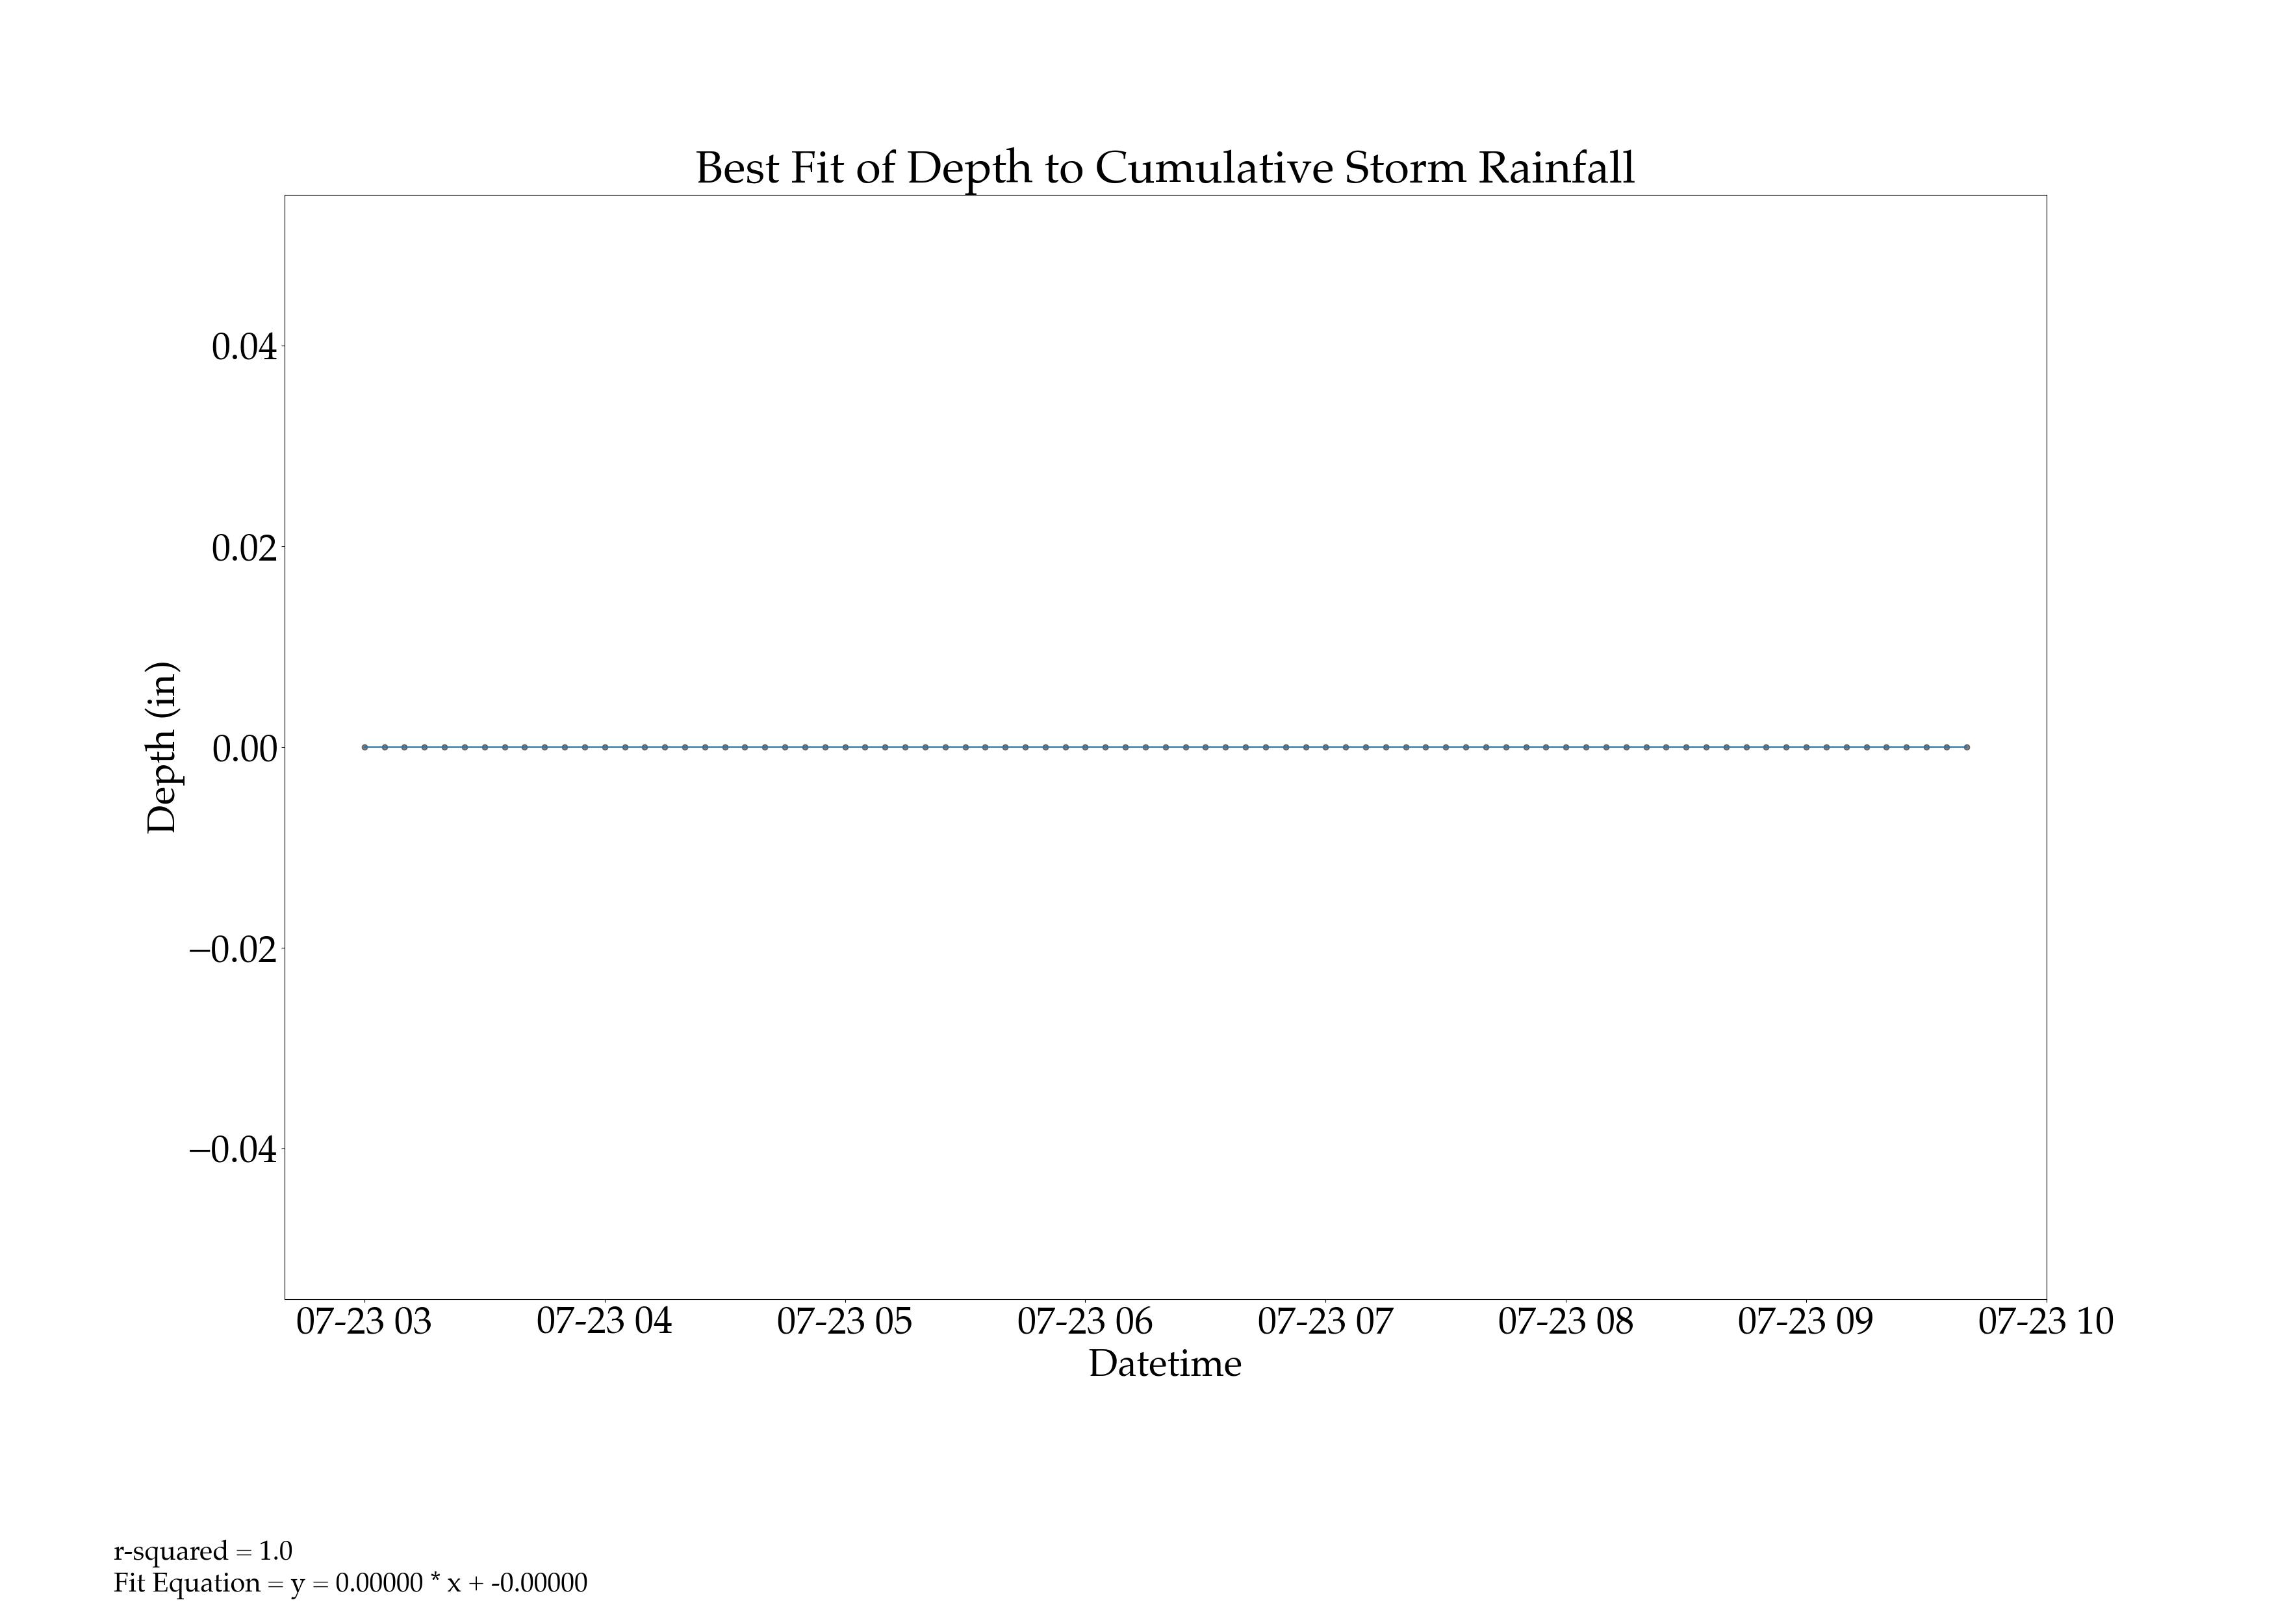 Best Fit of Depth to Cumulative Storm Rainfall
0.04
0.02
0.00
−0.02
−0.04
Depth (in)
07-23 03 07-23 04 07-23 05 07-23 06 07-23 07 07-23 08 07-23 09 07-23 10
Datetime
r-squared = 1.0
Fit Equation = y = 0.00000 * x + -0.00000